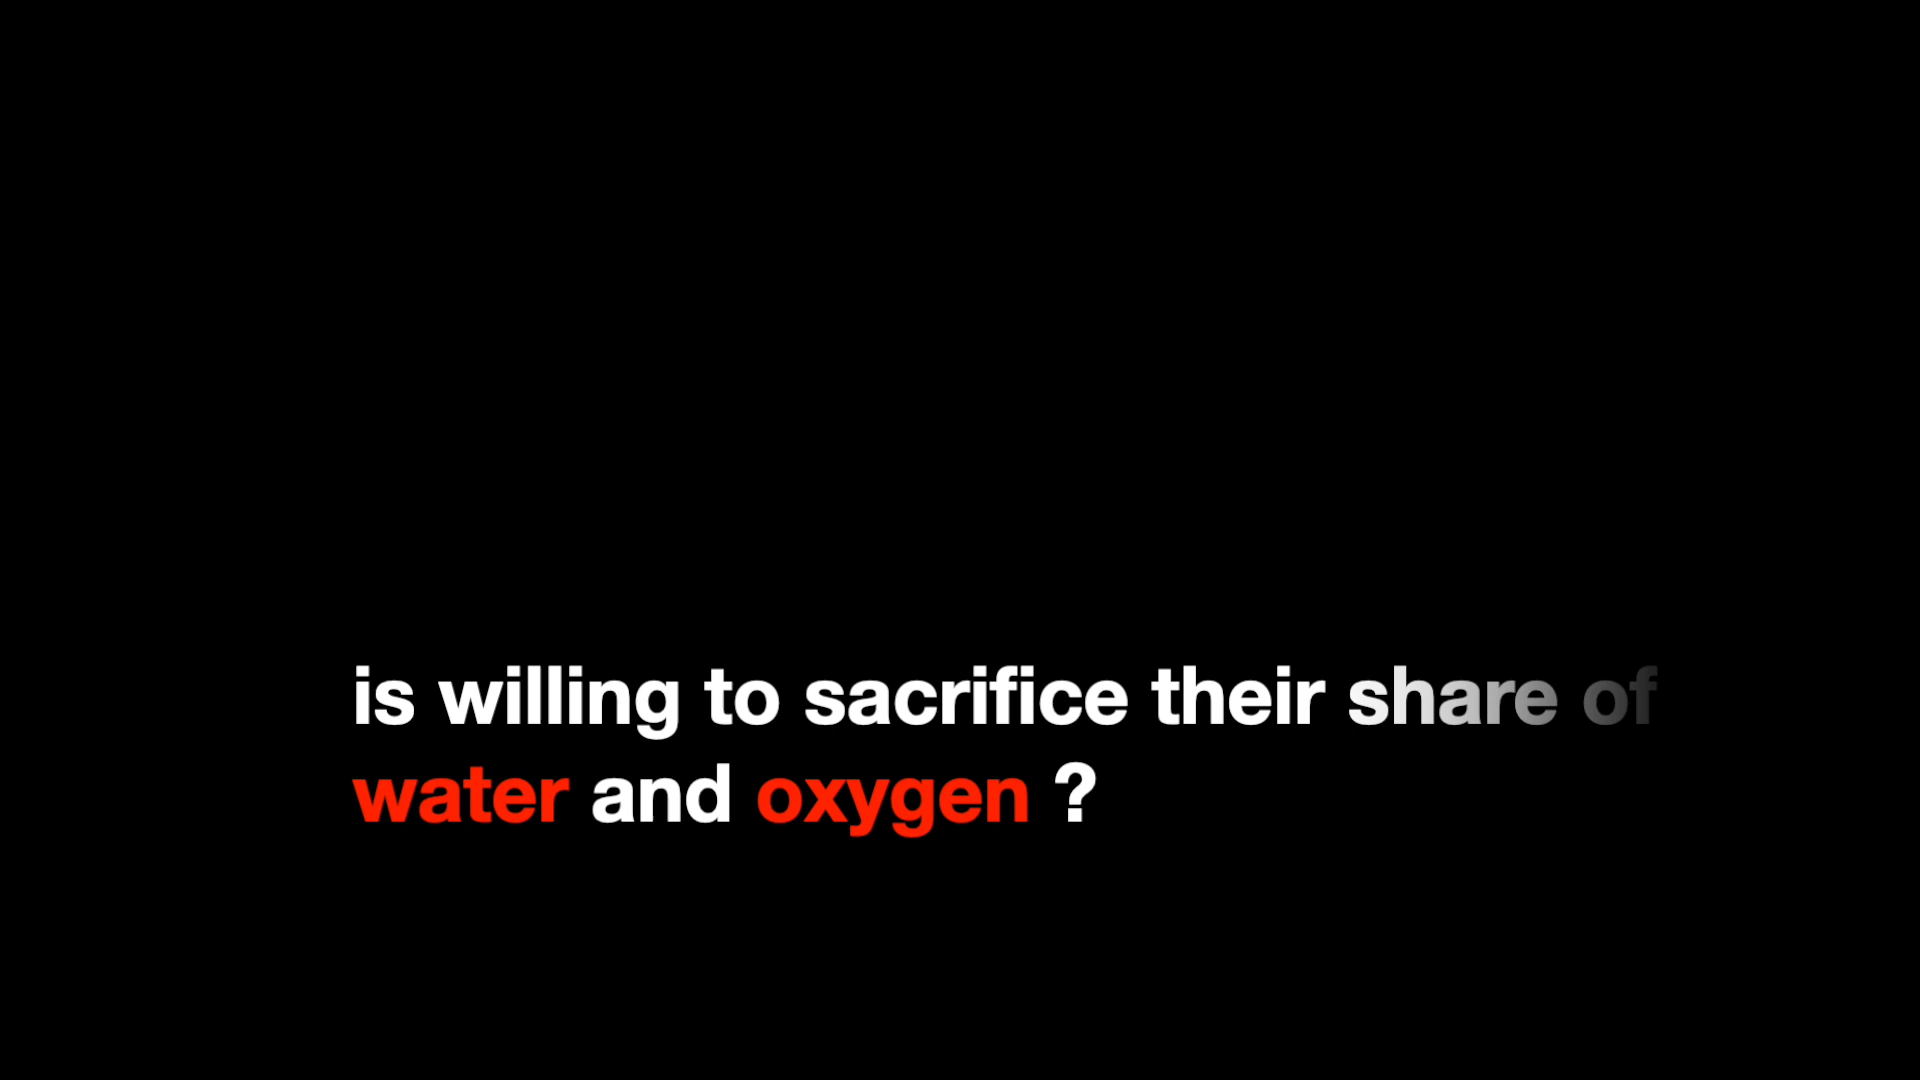 is willing to sacrifice their share of
water and oxygen ?